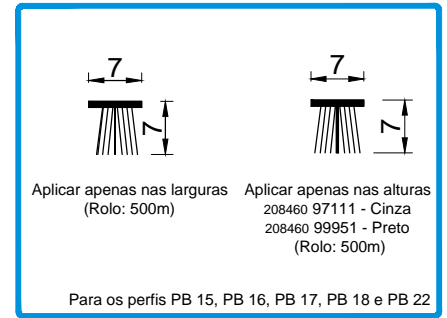 7
7
7
7
Aplicar apenas nas larguras
(Rolo: 500m)
Aplicar apenas nas alturas
208460 97111 - Cinza
208460 99951 - Preto
(Rolo: 500m)
Para os perfis PB 15, PB 16, PB 17, PB 18 e PB 22